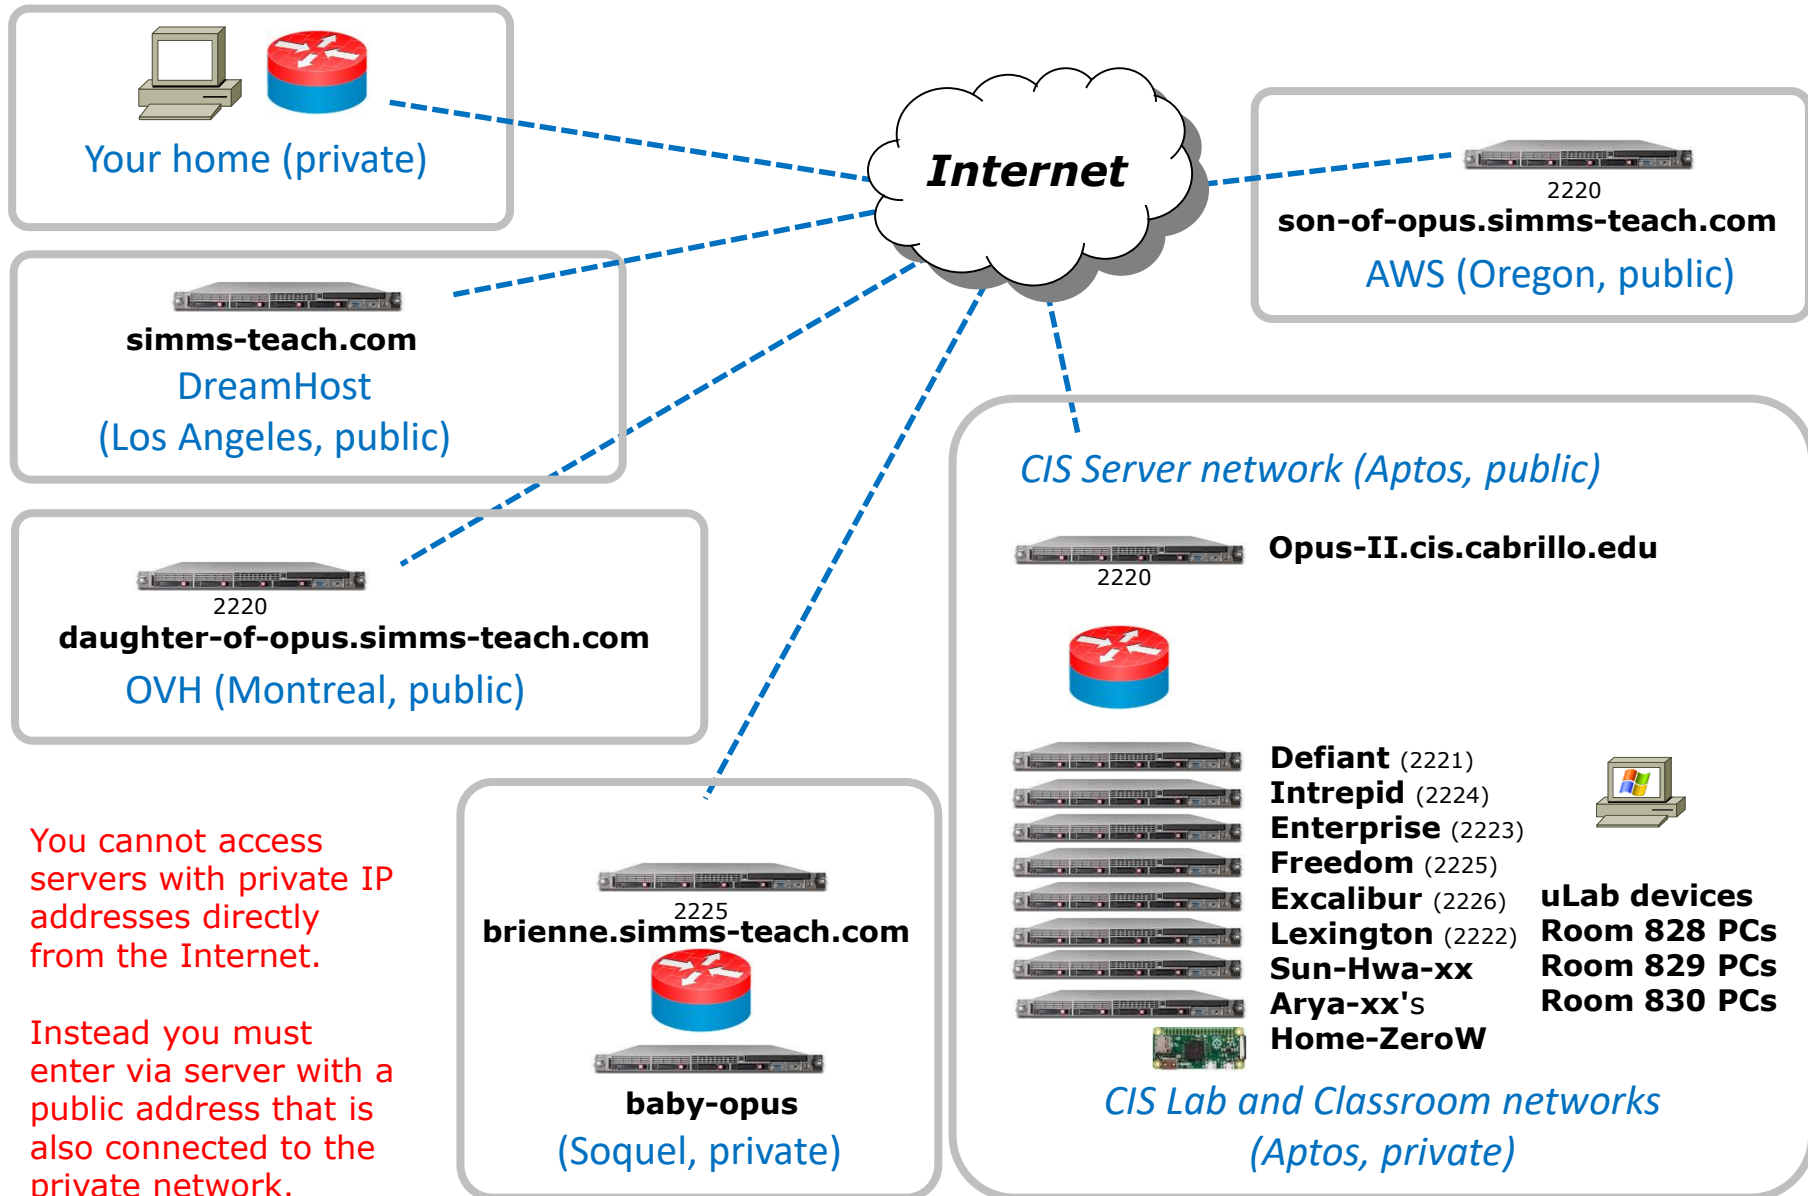 Your home (private)
Internet
2220
son-of-opus.simms-teach.com
AWS (Oregon, public)
simms-teach.com
DreamHost
(Los Angeles, public)
2220
daughter-of-opus.simms-teach.com
OVH (Montreal, public)
CIS Server network (Aptos, public)
Opus-II.cis.cabrillo.edu
2220
Defiant (2221)
Intrepid (2224)
Enterprise (2223)
Freedom (2225)
Excalibur (2226)
Lexington (2222)
Sun-Hwa-xx
Arya-xx's
Home-ZeroW
uLab devices
Room 828 PCs
Room 829 PCs
Room 830 PCs
CIS Lab and Classroom networks
(Aptos, private)
2225
brienne.simms-teach.com
baby-opus
(Soquel, private)
You cannot access
servers with private IP
addresses directly
from the Internet.
Instead you must
enter via server with a
public address that is
also connected to the
private network.